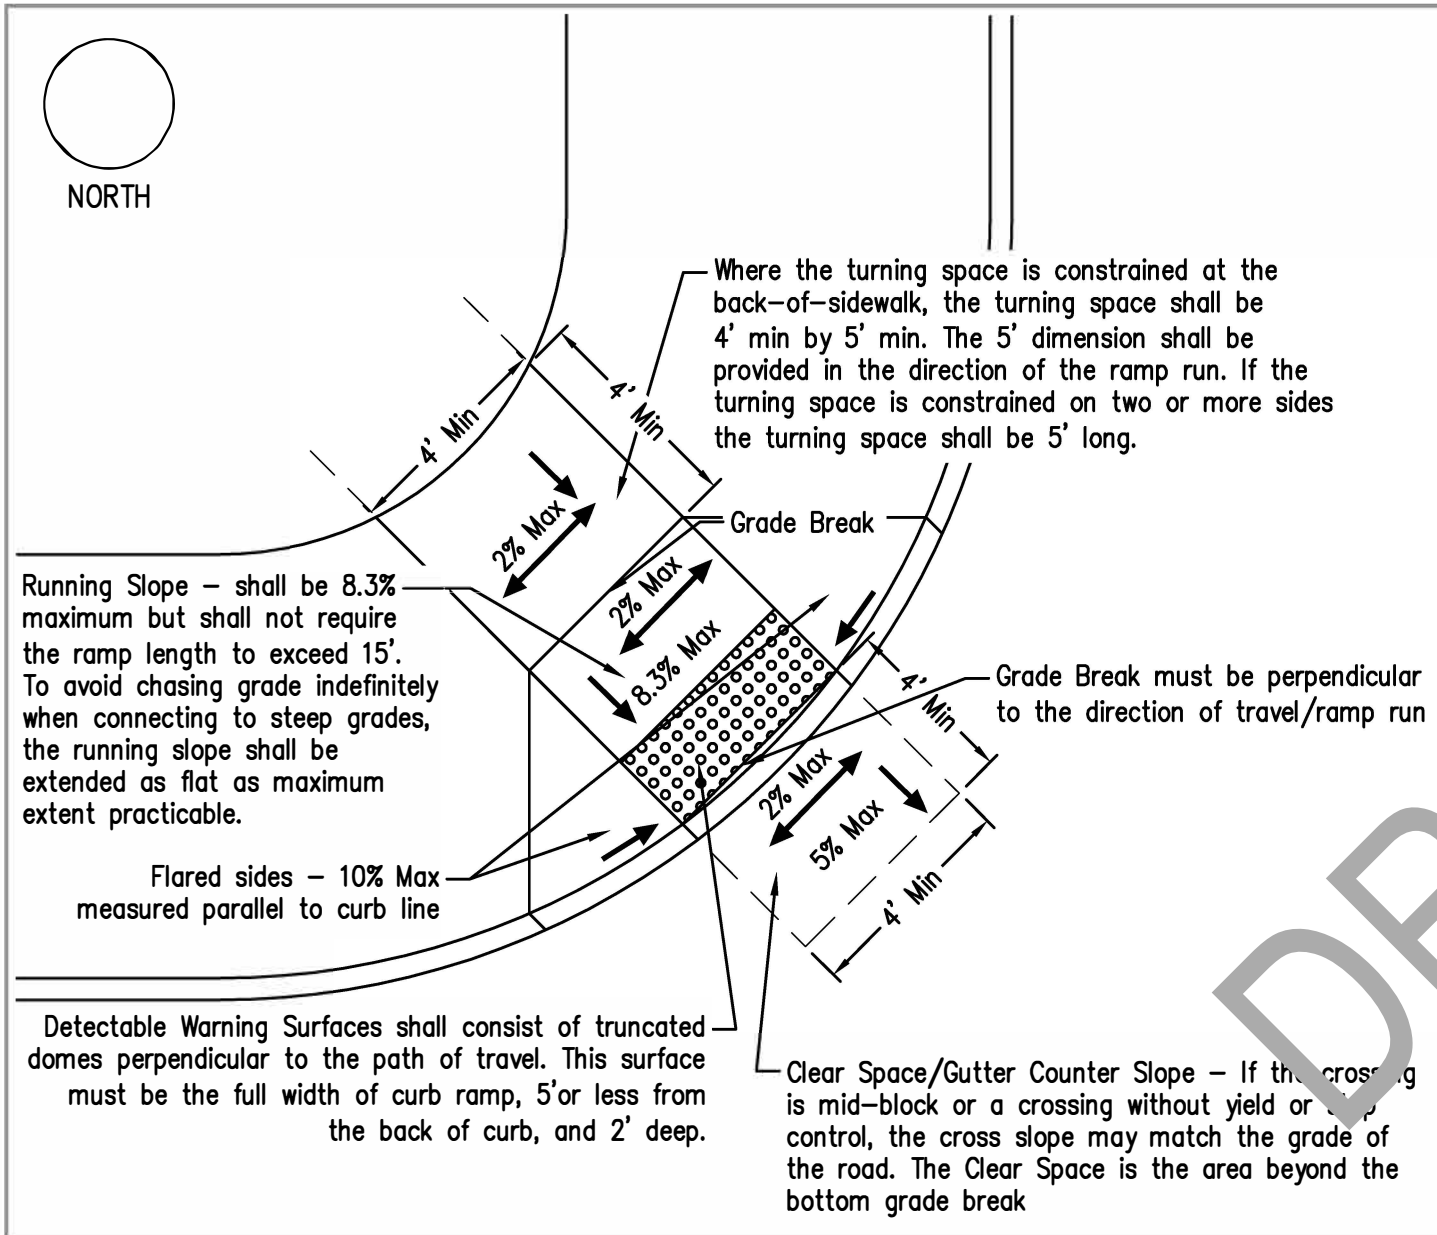 NORTH
Where the turning space is constrained at the
back-of-sidewalk, the turning space shall be
4' min by 5' min. The 5' dimension shall be
provided in the direction of the ramp run. If the
turning space is constrained on two or more sides
the turning space shall be 5' long.
4' Min
4' Min
2% Max
Grade Break
2% Max
8.3% Max
Running Slope – shall be 8.3%
maximum but shall not require
the ramp length to exceed 15'.
To avoid chasing grade indefinitely
when connecting to steep grades,
the running slope shall be
extended as flat as maximum
extent practicable.
Grade Break must be perpendicular
to the direction of travel/ramp run
4' Min
2% Max
5% Max
4' Min
Flared sides – 10% Max
measured parallel to curb line
Detectable Warning Surfaces shall consist of truncated
domes perpendicular to the path of travel. This surface
must be the full width of curb ramp, 5'or less from
the back of curb, and 2' deep.
Clear Space/Gutter Counter Slope – If the crossing
is mid-block or a crossing without yield or stop
control, the cross slope may match the grade of
the road. The Clear Space is the area beyond the
bottom grade break